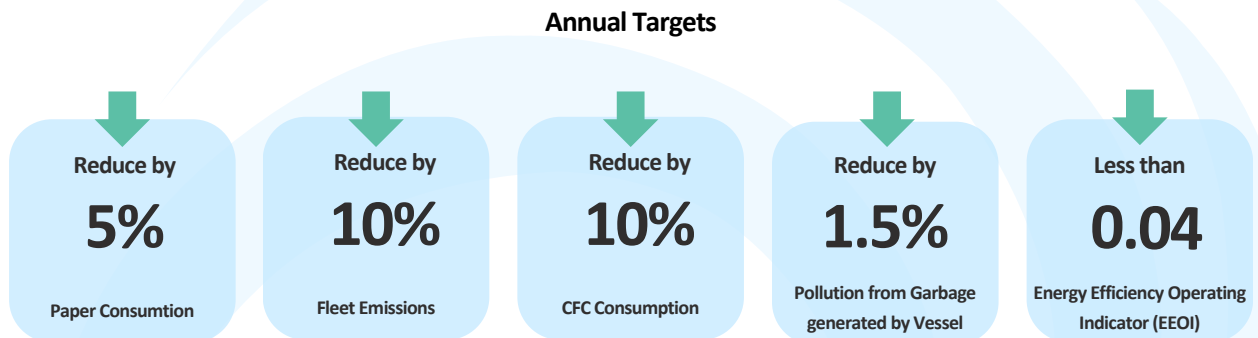 Annual Targets
Reduce by
5%
Paper Consumtion
Reduce by
10%
Fleet Emissions
Reduce by
10%
CFC Consumption
Reduce by
1.5%
Pollution from Garbage
generated by Vessel
Less than
0.04
Energy Efficiency Operating
Indicator (EEOI)